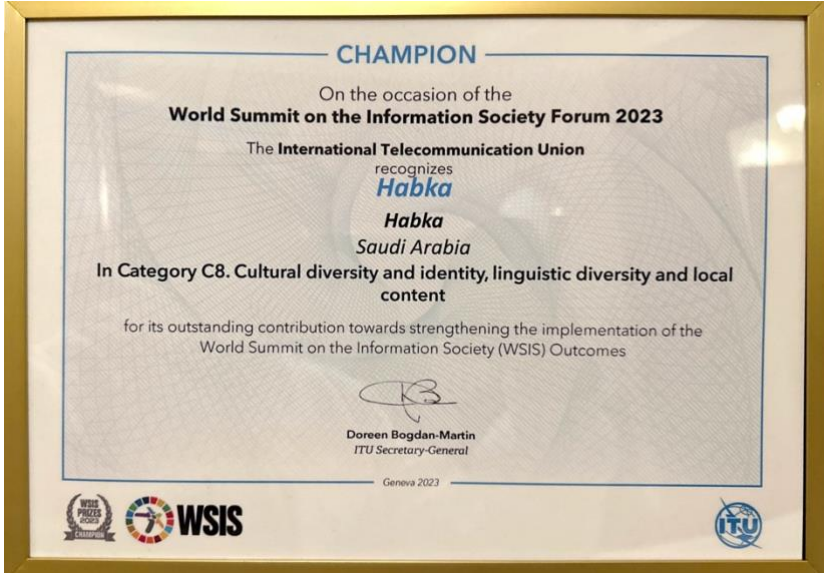 CHAMPION
On the occasion of the
World Summit on the Information Society Forum 2023
The International Telecommunication Union
recognizes
Habka
Habka
Saudi Arabia
In Category C8. Cultural diversity and identity, linguistic diversity and local
content
for its outstanding contribution towards strengthening the implementation of the
World Summit on the Information Society (WSIS) Outcomes
Doreen Bogdan-Martin
ITU Secretary-General
Geneva 2023
WSIS
PRIZES
2023
CHAMPION
WSIS
ITU